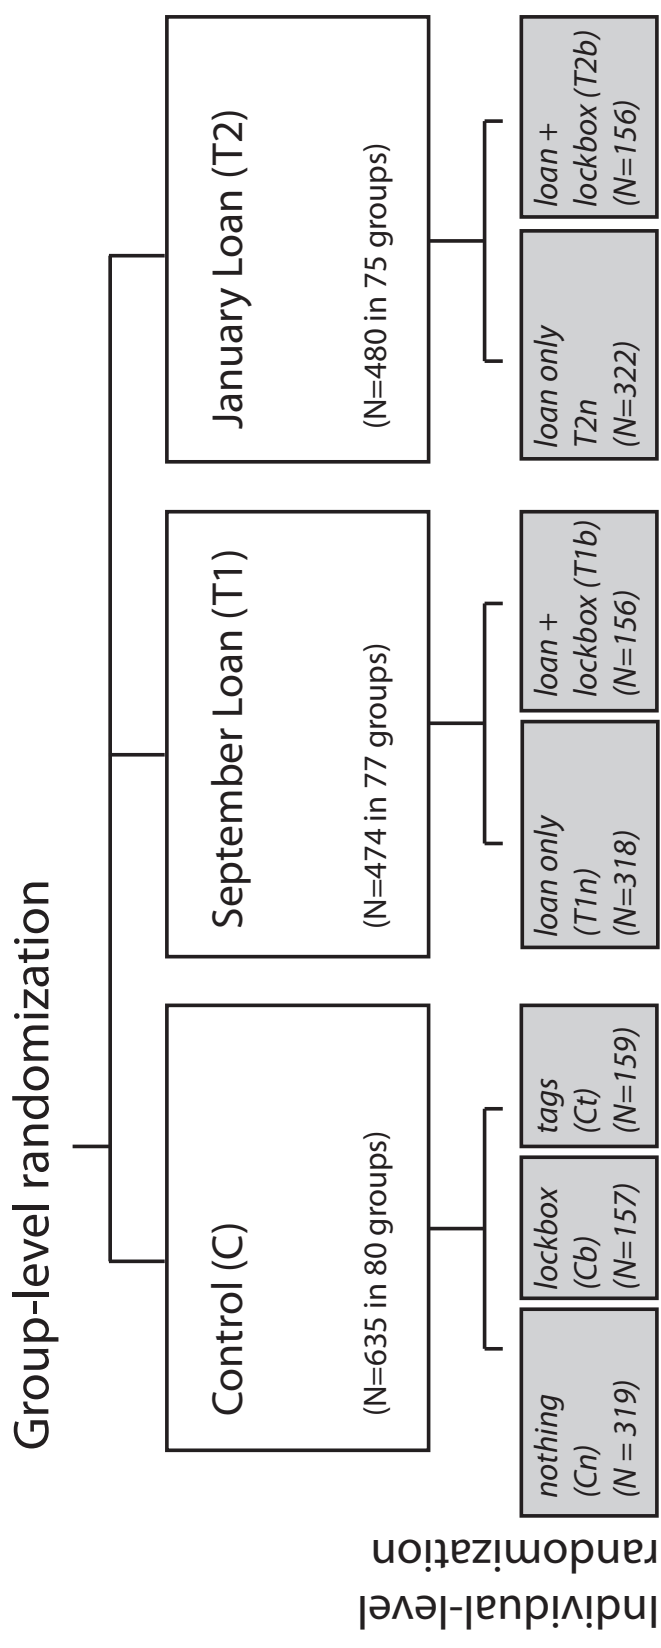 Group-level randomization
Control (C)
(N=635 in 80 groups)
September Loan (T1)
(N=474 in 77 groups)
January Loan (T2)
(N=480 in 75 groups)
Individual-level
randomization
nothing
(Cn)
(N = 319)
lockbox
(Cb)
(N=157)
tags
(Ct)
(N=159)
loan only
(T1n)
(N=318)
loan +
lockbox (T1b)
(N=156)
loan only
T2n
(N=322)
loan +
lockbox (T2b)
(N=156)